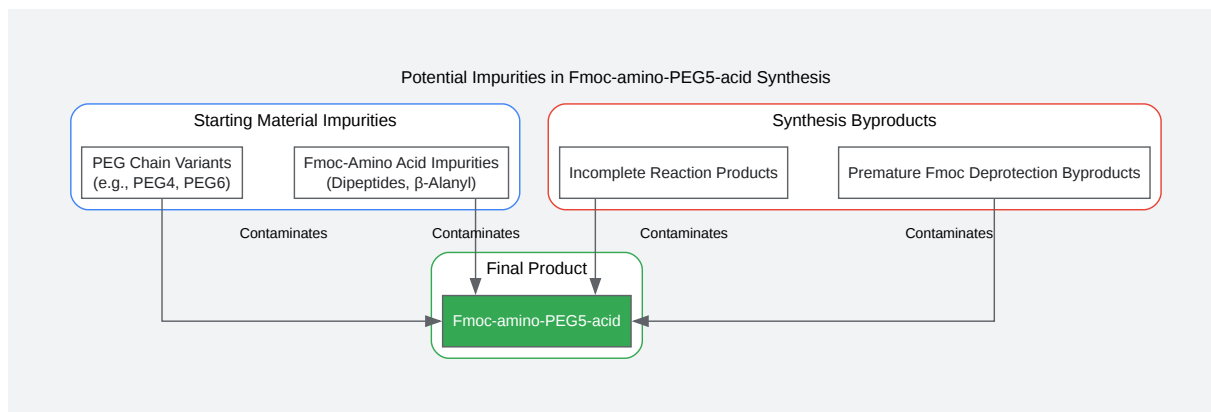 Potential Impurities in Fmoc-amino-PEG5-acid Synthesis
Starting Material Impurities
PEG Chain Variants
(e.g., PEG4, PEG6)
Fmoc-Amino Acid Impurities
(Dipeptides, β-Alanyl)
Synthesis Byproducts
Incomplete Reaction Products
Premature Fmoc Deprotection Byproducts
Contaminates
Contaminates
Contaminates
Contaminates
Final Product
Fmoc-amino-PEG5-acid